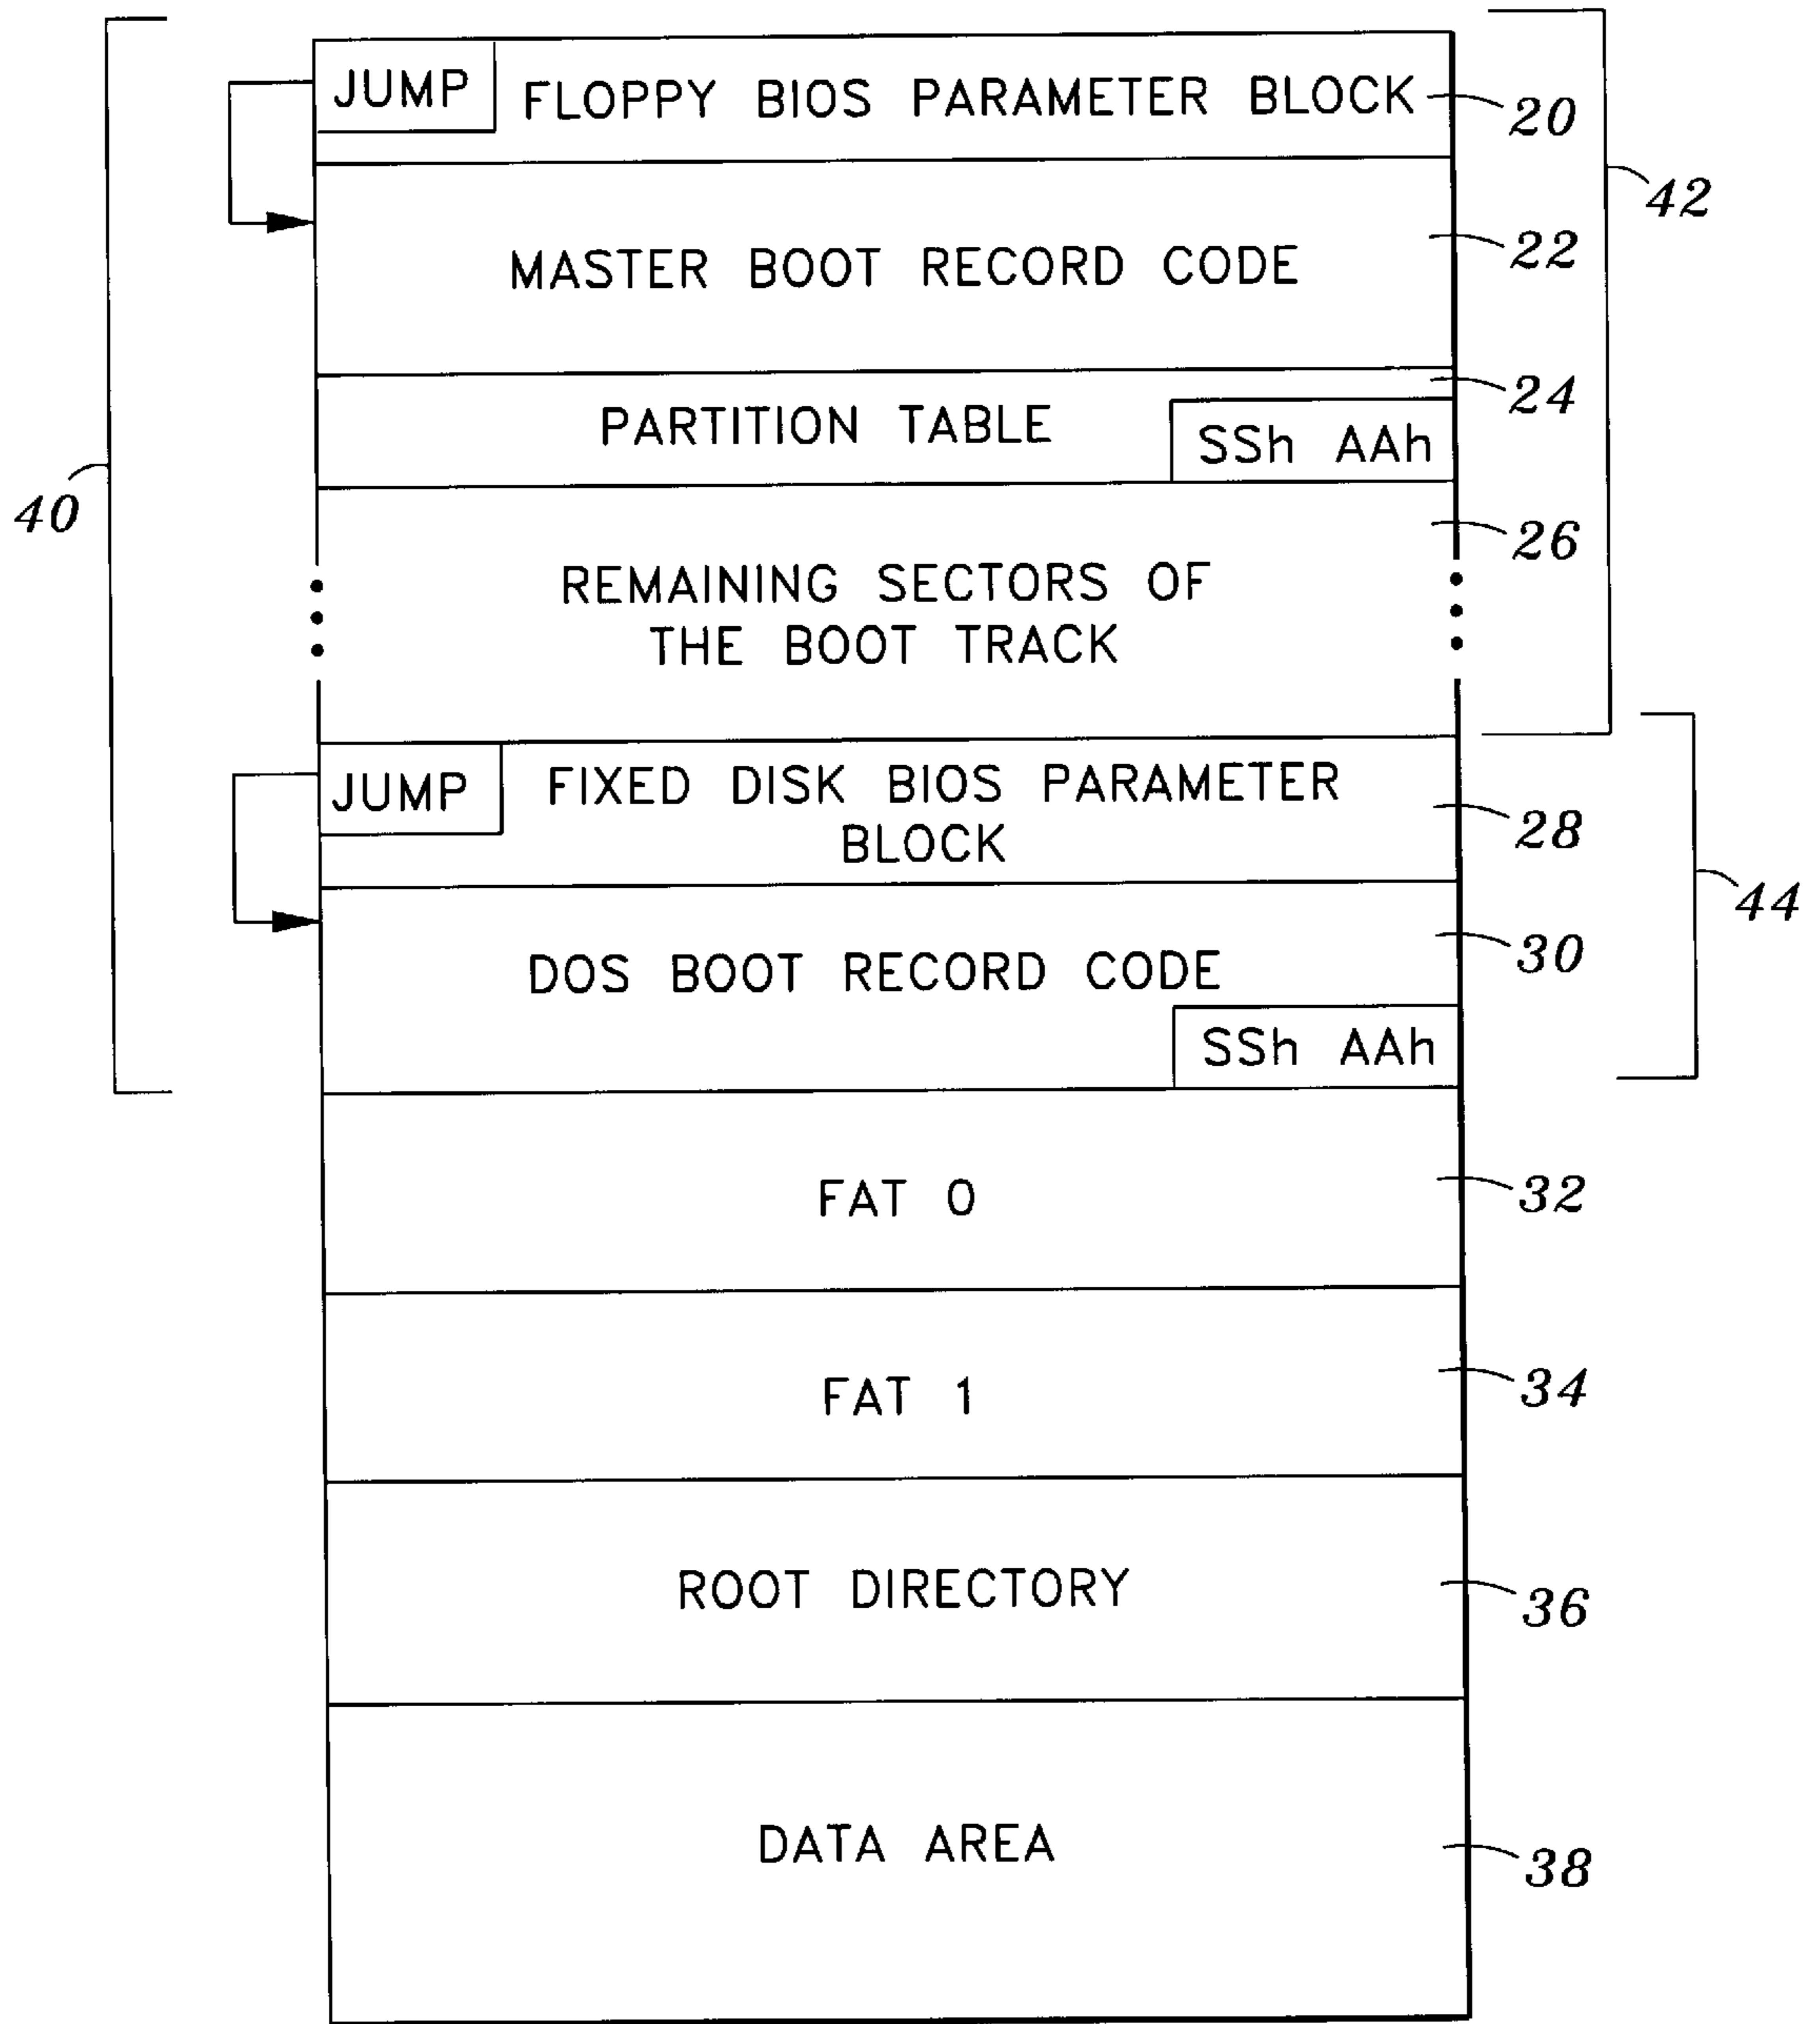 JUMP FLOPPY BIOS PARAMETER BLOCK 20
42
MASTER BOOT RECORD CODE 22
24
PARTITION TABLE SSh AAh
40
26
REMAINING SECTORS OF
THE BOOT TRACK
JUMP FIXED DISK BIOS PARAMETER
BLOCK 28
44
30
DOS BOOT RECORD CODE
SSh AAh
FAT 0 32
FAT 1 34
ROOT DIRECTORY 36
DATA AREA 38